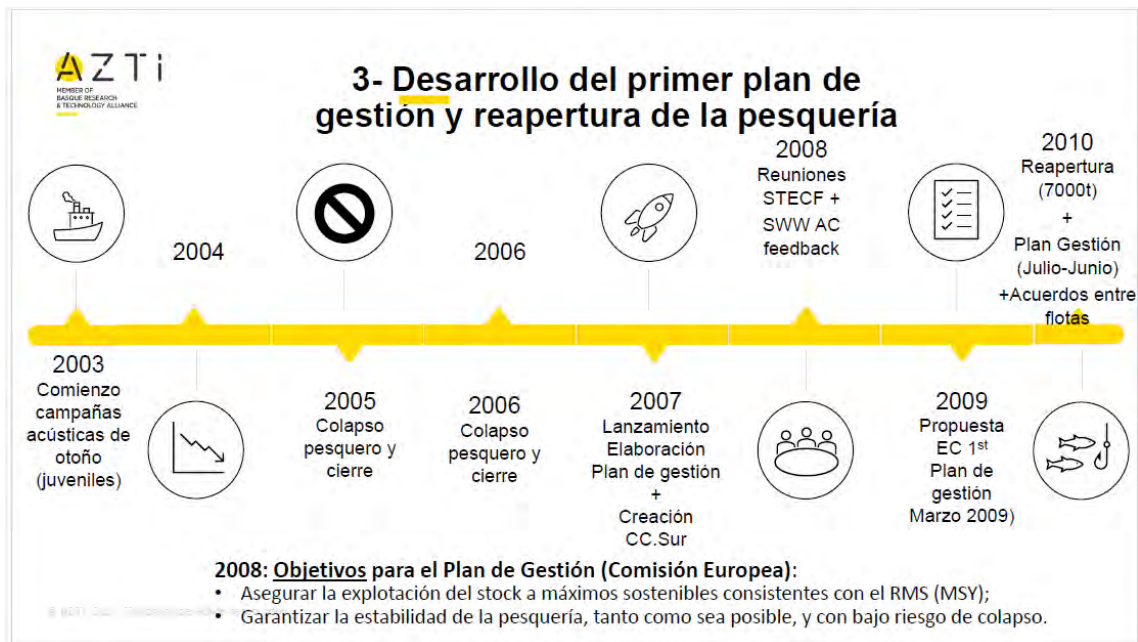 AZTi
MEMBER OF
BASQUE RESEARCH
& TECHNOLOGY ALLIANCE
3- Desarrollo del primer plan de
gestión y reapertura de la pesquería
2003
Comienzo
campañas
acústicas de
otoño
(juveniles)
2004
2005
Colapso
pesquero y
cierre
2006
2006
Colapso
pesquero y
cierre
2007
Lanzamiento
Elaboración
Plan de gestión
+
Creación
CC.Sur
2008
Reuniones
STECF +
SWW AC
feedback
2009
Propuesta
EC 1st
Plan de
gestión
Marzo 2009)
2010
Reapertura
(7000t)
+
Plan Gestión
(Julio-Junio)
+Acuerdos entre
flotas
2008: Objetivos para el Plan de Gestión (Comisión Europea):
• Asegurar la explotación del stock a máximos sostenibles consistentes con el RMS (MSY);
• Garantizar la estabilidad de la pesquería, tanto como sea posible, y con bajo riesgo de colapso.